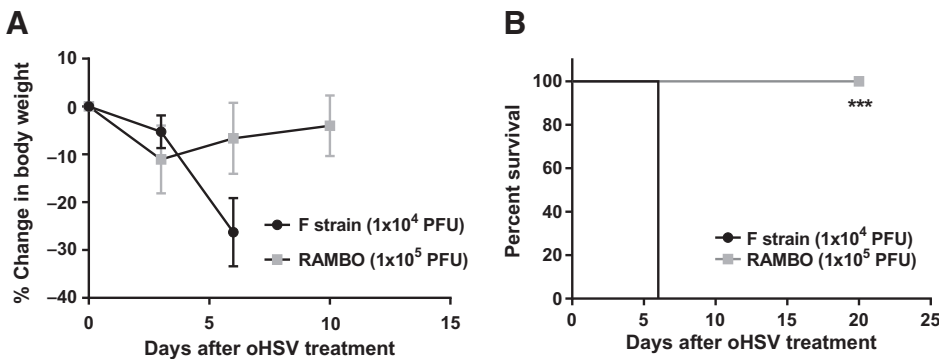 A
10
0
–10
–20
–30
–40
% Change in body weight
F strain (1x10⁴ PFU)
RAMBO (1x10⁵ PFU)
0
5
10
15
Days after oHSV treatment
B
100
80
60
40
20
0
Percent survival
***
F strain (1x10⁴ PFU)
RAMBO (1x10⁵ PFU)
0
5
10
15
20
25
Days after oHSV treatment